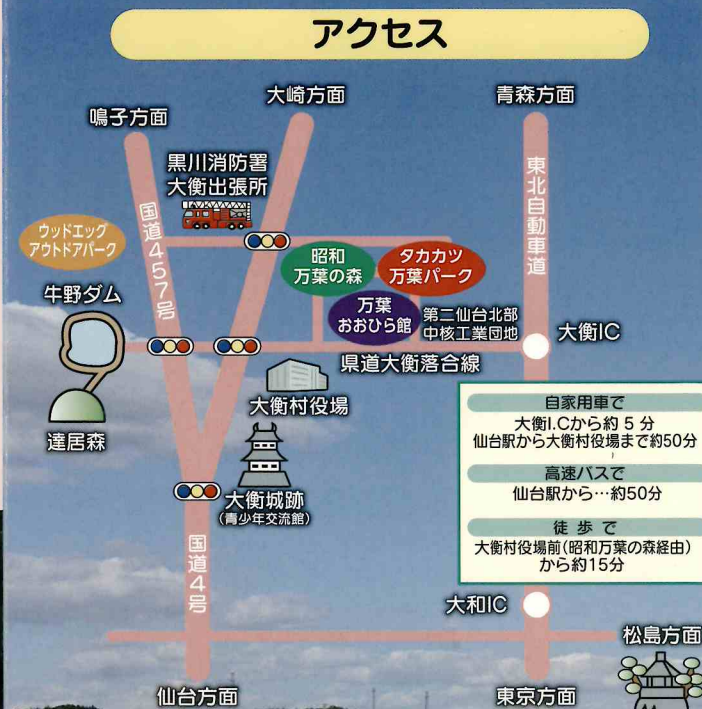 アクセス
大崎方面
青森方面
鳴子方面
黒川消防署
大衡出張所
東北自動車道
国道457号
ウッドエッグ
アウトドアパーク
昭和
万葉の森
タカカツ
万葉パーク
牛野ダム
万葉
おおひら館
第二仙台北部
中核工業団地
大衡IC
県道大衡落合線
大衡村役場
達居森
自家用車で
大衡I.Cから約5分
仙台駅から大衡村役場まで約50分
高速バスで
仙台駅から…約50分
徒歩で
大衡村役場前(昭和万葉の森経由)
から約15分
大衡城跡
(青少年交流館)
国道4号
大和IC
松島方面
仙台方面
東京方面